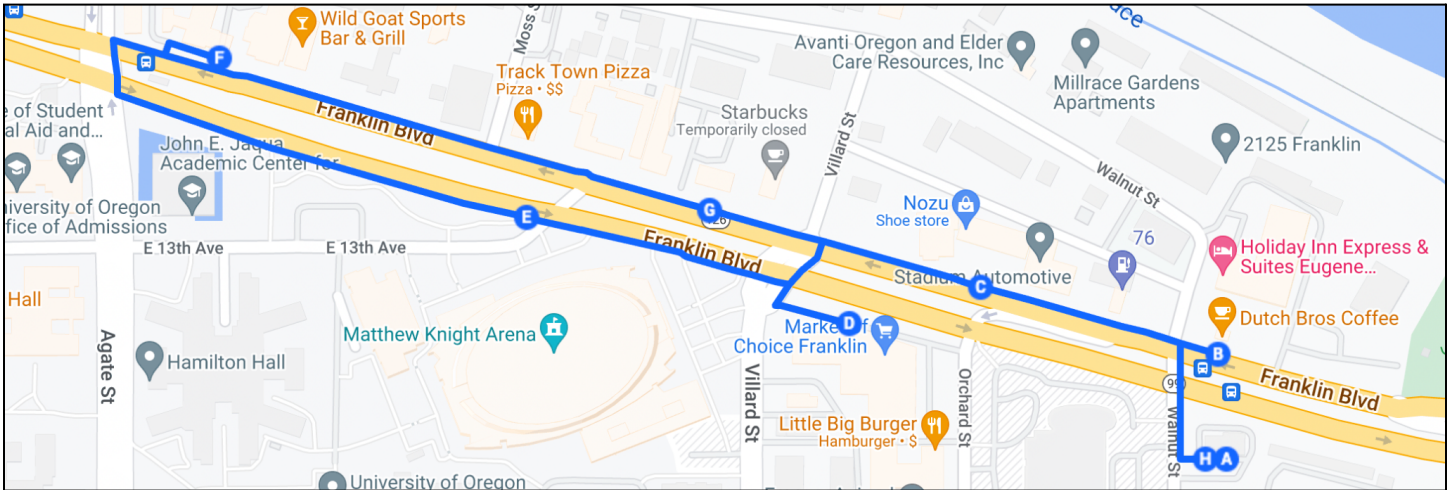 Wild Goat Sports
Bar & Grill
F
Moss S
ace
Avanti Oregon and Elder
Care Resources, Inc
Millrace Gardens
Apartments
Track Town Pizza
Pizza • $$
Franklin Blvd
Starbucks
Temporarily closed
Villard St
2125 Franklin
e of Student
al Aid and...
John E. Jaqua
Academic Center for
Walnut St
niversity of Oregon
ffice of Admissions
Nozu
Shoe store
E
G
E 13th Ave
E 13th Ave
Franklin Blvd
76
Holiday Inn Express &
Suites Eugene...
Stadium Automotive
C
Hall
Matthew Knight Arena
D
Market of
Choice Franklin
Dutch Bros Coffee
Agate St
Hamilton Hall
B
Franklin Blvd
99
Villard St
Orchard St
Walnut St
Little Big Burger
Hamburger • $
H
A
University of Oregon